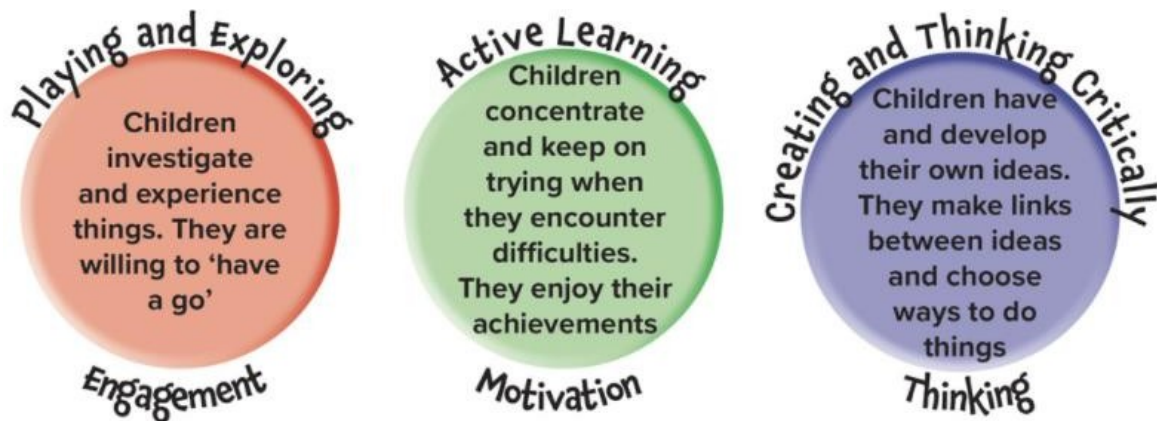 Playing and Exploring
Children
investigate
and experience
things. They are
willing to ‘have
a go’
Engagement
Active Learning
Children
concentrate
and keep on
trying when
they encounter
difficulties.
They enjoy their
achievements
Motivation
Creating and Thinking Critically
Children have
and develop
their own ideas.
They make links
between ideas
and choose
ways to do
things
Thinking